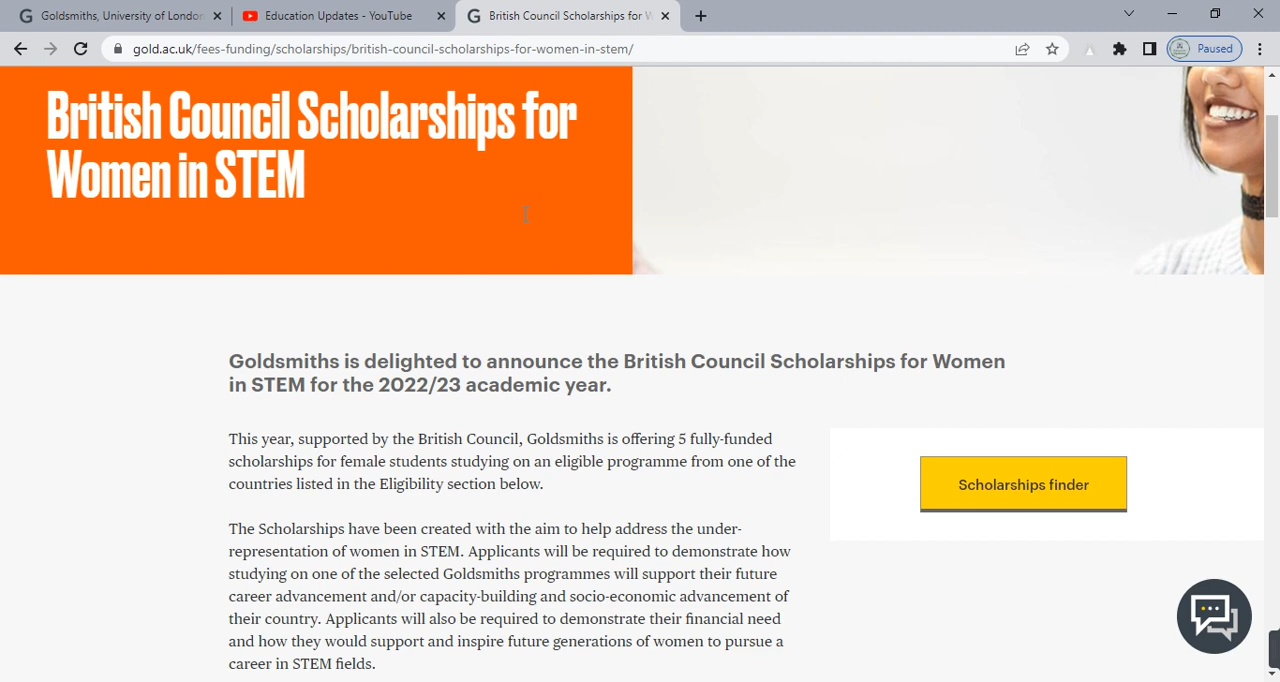 Goldsmiths, University of London
Education Updates - YouTube
British Council Scholarships for W
gold.ac.uk/fees-funding/scholarships/british-council-scholarships-for-women-in-stem/
Paused
British Council Scholarships for
Women in STEM
Goldsmiths is delighted to announce the British Council Scholarships for Women
in STEM for the 2022/23 academic year.
This year, supported by the British Council, Goldsmiths is offering 5 fully-funded
scholarships for female students studying on an eligible programme from one of the
countries listed in the Eligibility section below.
Scholarships finder
The Scholarships have been created with the aim to help address the under-
representation of women in STEM. Applicants will be required to demonstrate how
studying on one of the selected Goldsmiths programmes will support their future
career advancement and/or capacity-building and socio-economic advancement of
their country. Applicants will also be required to demonstrate their financial need
and how they would support and inspire future generations of women to pursue a
career in STEM fields.